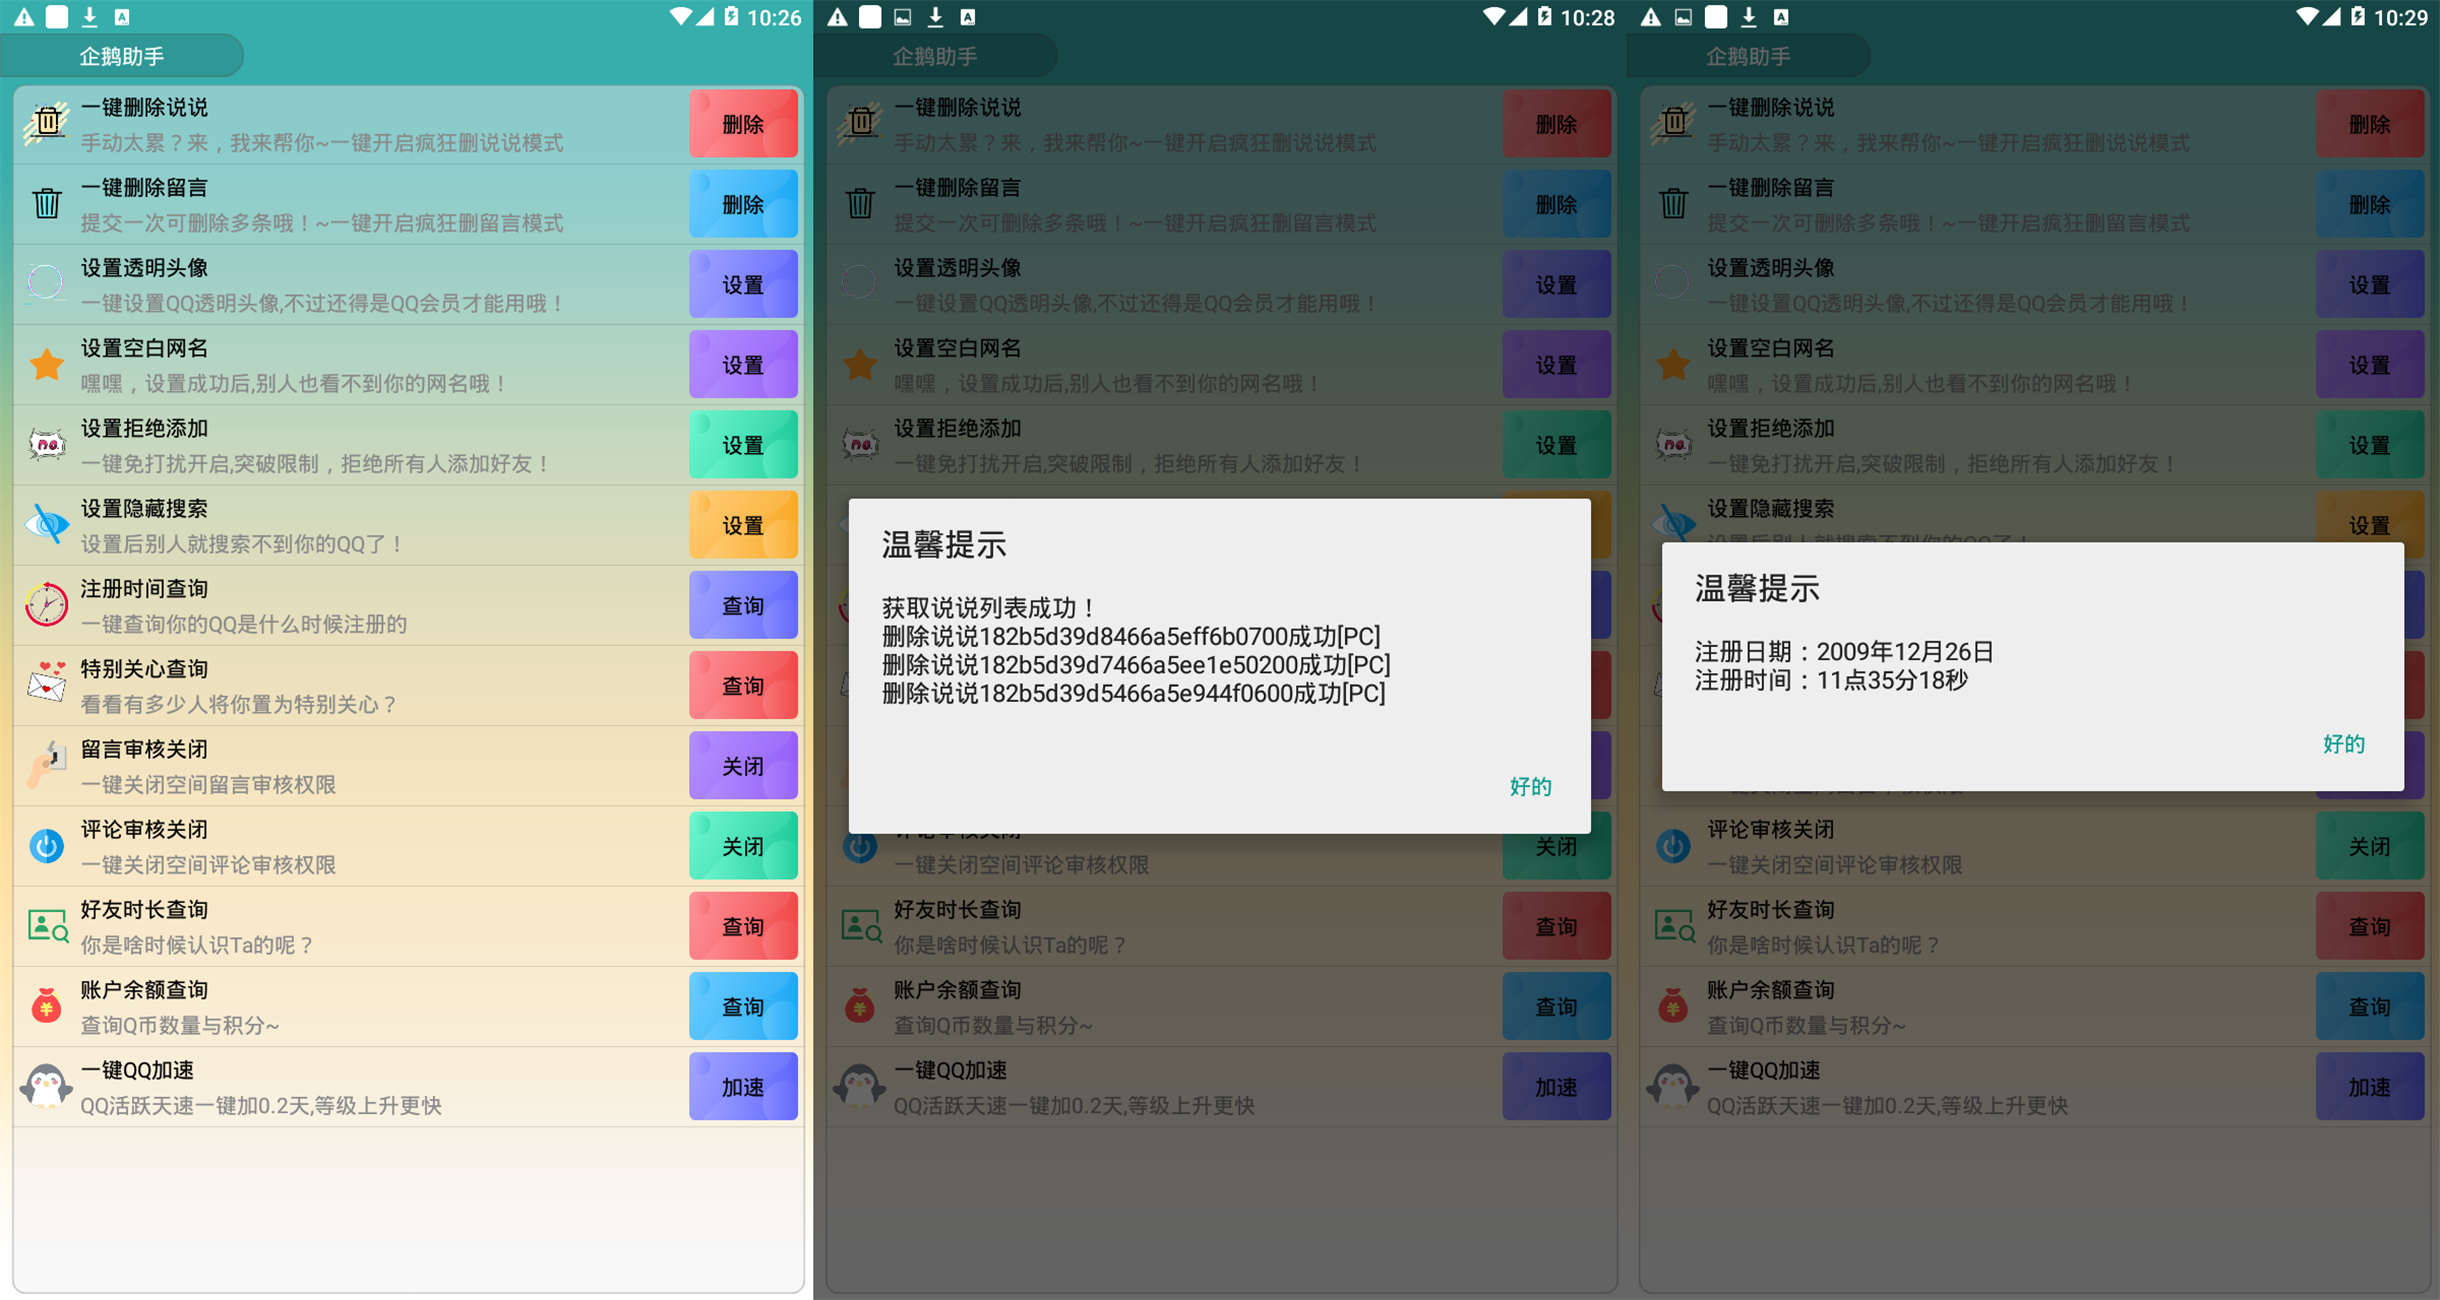 10:26
企鹅助手
一键删除说说
手动太累？来，我来帮你~一键开启疯狂删说说模式
删除
一键删除留言
提交一次可删除多条哦！~一键开启疯狂删留言模式
删除
设置透明头像
一键设置QQ透明头像,不过还得是QQ会员才能用哦！
设置
设置空白网名
嘿嘿，设置成功后,别人也看不到你的网名哦！
设置
设置拒绝添加
一键免打扰开启,突破限制，拒绝所有人添加好友！
设置
设置隐藏搜索
设置后别人就搜索不到你的QQ了！
设置
注册时间查询
一键查询你的QQ是什么时候注册的
查询
特别关心查询
看看有多少人将你置为特别关心？
查询
留言审核关闭
一键关闭空间留言审核权限
关闭
评论审核关闭
一键关闭空间评论审核权限
关闭
好友时长查询
你是啥时候认识Ta的呢？
查询
账户余额查询
查询Q币数量与积分~
查询
一键QQ加速
QQ活跃天速一键加0.2天,等级上升更快
加速
10:28
企鹅助手
一键删除说说
手动太累？来，我来帮你~一键开启疯狂删说说模式
删除
一键删除留言
提交一次可删除多条哦！~一键开启疯狂删留言模式
删除
设置透明头像
一键设置QQ透明头像,不过还得是QQ会员才能用哦！
设置
设置空白网名
嘿嘿，设置成功后,别人也看不到你的网名哦！
设置
设置拒绝添加
一键免打扰开启,突破限制，拒绝所有人添加好友！
设置
温馨提示
获取说说列表成功！
删除说说182b5d39d8466a5eff6b0700成功[PC]
删除说说182b5d39d7466a5ee1e50200成功[PC]
删除说说182b5d39d5466a5e944f0600成功[PC]
好的
评论审核关闭
一键关闭空间评论审核权限
关闭
好友时长查询
你是啥时候认识Ta的呢？
查询
账户余额查询
查询Q币数量与积分~
查询
一键QQ加速
QQ活跃天速一键加0.2天,等级上升更快
加速
10:29
企鹅助手
一键删除说说
手动太累？来，我来帮你~一键开启疯狂删说说模式
删除
一键删除留言
提交一次可删除多条哦！~一键开启疯狂删留言模式
删除
设置透明头像
一键设置QQ透明头像,不过还得是QQ会员才能用哦！
设置
设置空白网名
嘿嘿，设置成功后,别人也看不到你的网名哦！
设置
设置拒绝添加
一键免打扰开启,突破限制，拒绝所有人添加好友！
设置
设置隐藏搜索
设置后别人就搜索不到你的QQ了！
设置
温馨提示
注册日期：2009年12月26日
注册时间：11点35分18秒
好的
评论审核关闭
一键关闭空间评论审核权限
关闭
好友时长查询
你是啥时候认识Ta的呢？
查询
账户余额查询
查询Q币数量与积分~
查询
一键QQ加速
QQ活跃天速一键加0.2天,等级上升更快
加速